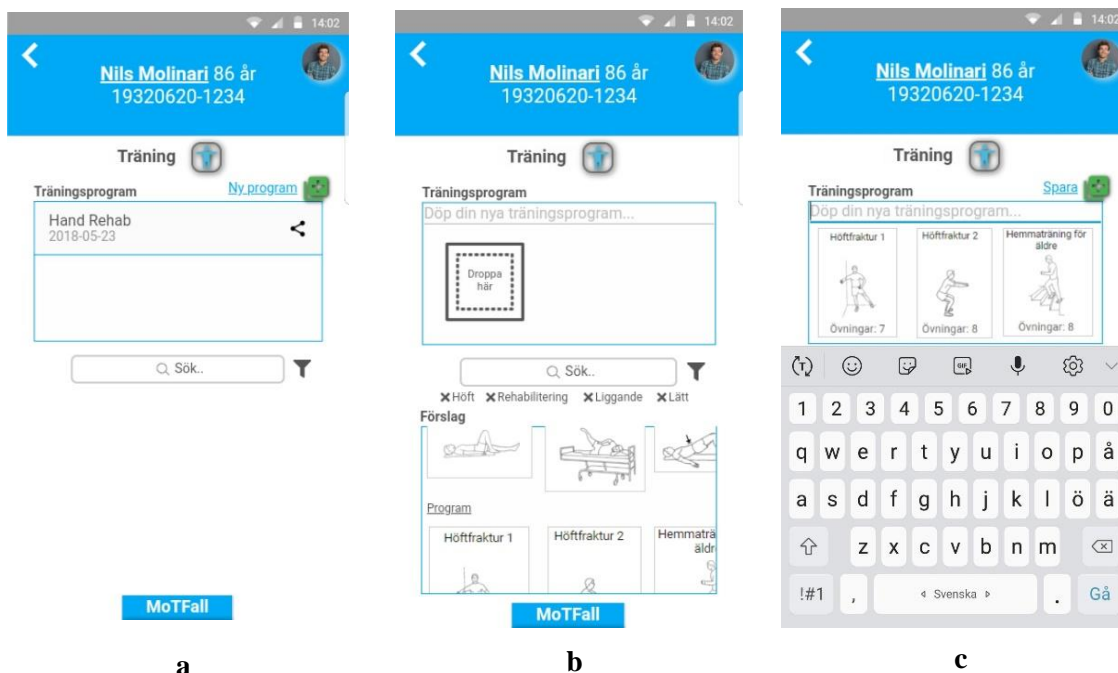 14:02
Nils Molinari 86 år
19320620-1234
Träning
Träningsprogram Ny program
Hand Rehab
2018-05-23
Sök..
MoTFall
a
14:02
Nils Molinari 86 år
19320620-1234
Träning
Träningsprogram
Döp din nya träningsprogram...
Droppa
här
Sök..
Höft Rehabilitering Liggande Lätt
Förslag
Program
Höftfraktur 1 Höftfraktur 2 Hemmaträ
äldr
MoTFall
b
14:02
Nils Molinari 86 år
19320620-1234
Träning
Träningsprogram Spara
Döp din nya träningsprogram...
Höftfraktur 1 Höftfraktur 2 Hemmaträning för
äldre
Övningar: 7 Övningar: 8 Övningar: 8
T GIF
1 2 3 4 5 6 7 8 9 0
q w e r t y u i o p å
a s d f g h j k l ö ä
z x c v b n m
!#1 , Svenska . Gå
c